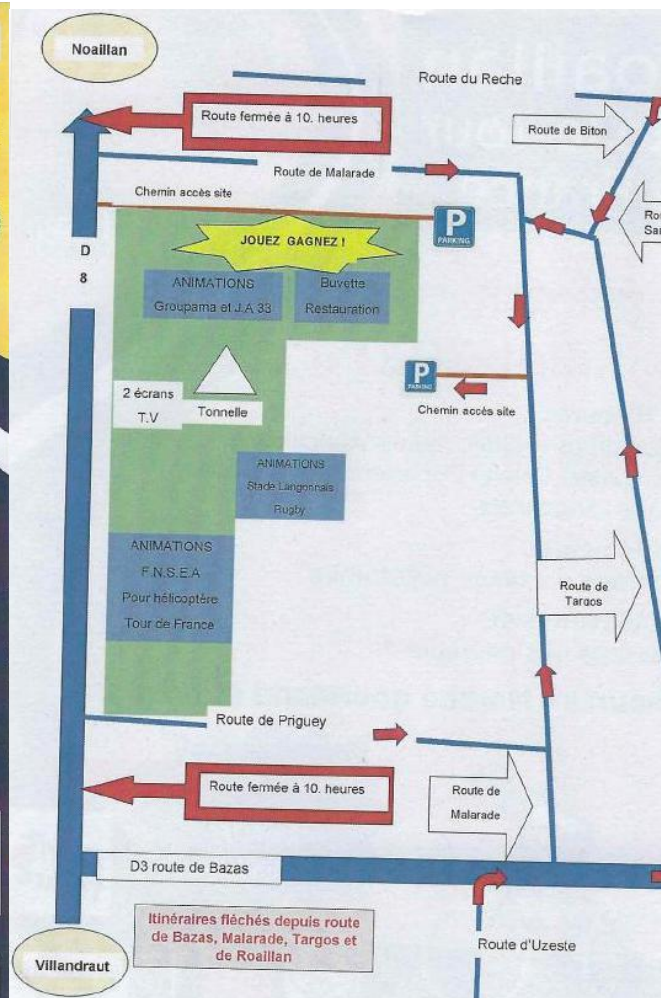 Noaillan
Route du Reche
Route fermée à 10. heures
Route de Biton
Route de Malarade
Chemin accès site
P
PARKING
JOUEZ GAGNEZ !
D
8
ANIMATIONS
Groupama et J.A 33
Buvette
Restauration
2 écrans
T.V
Tonnelle
P
PARKING
Chemin accès site
ANIMATIONS
Stade Langonnais
Rugby
ANIMATIONS
F.N.S.E.A
Pour hélicoptère
Tour de France
Route de
Targos
Route de Priguey
Route fermée à 10. heures
Route de
Malarade
D3 route de Bazas
Itinéraires fléchés depuis route
de Bazas, Malarade, Targos et
de Roaillan
Route d'Uzeste
Villandraut